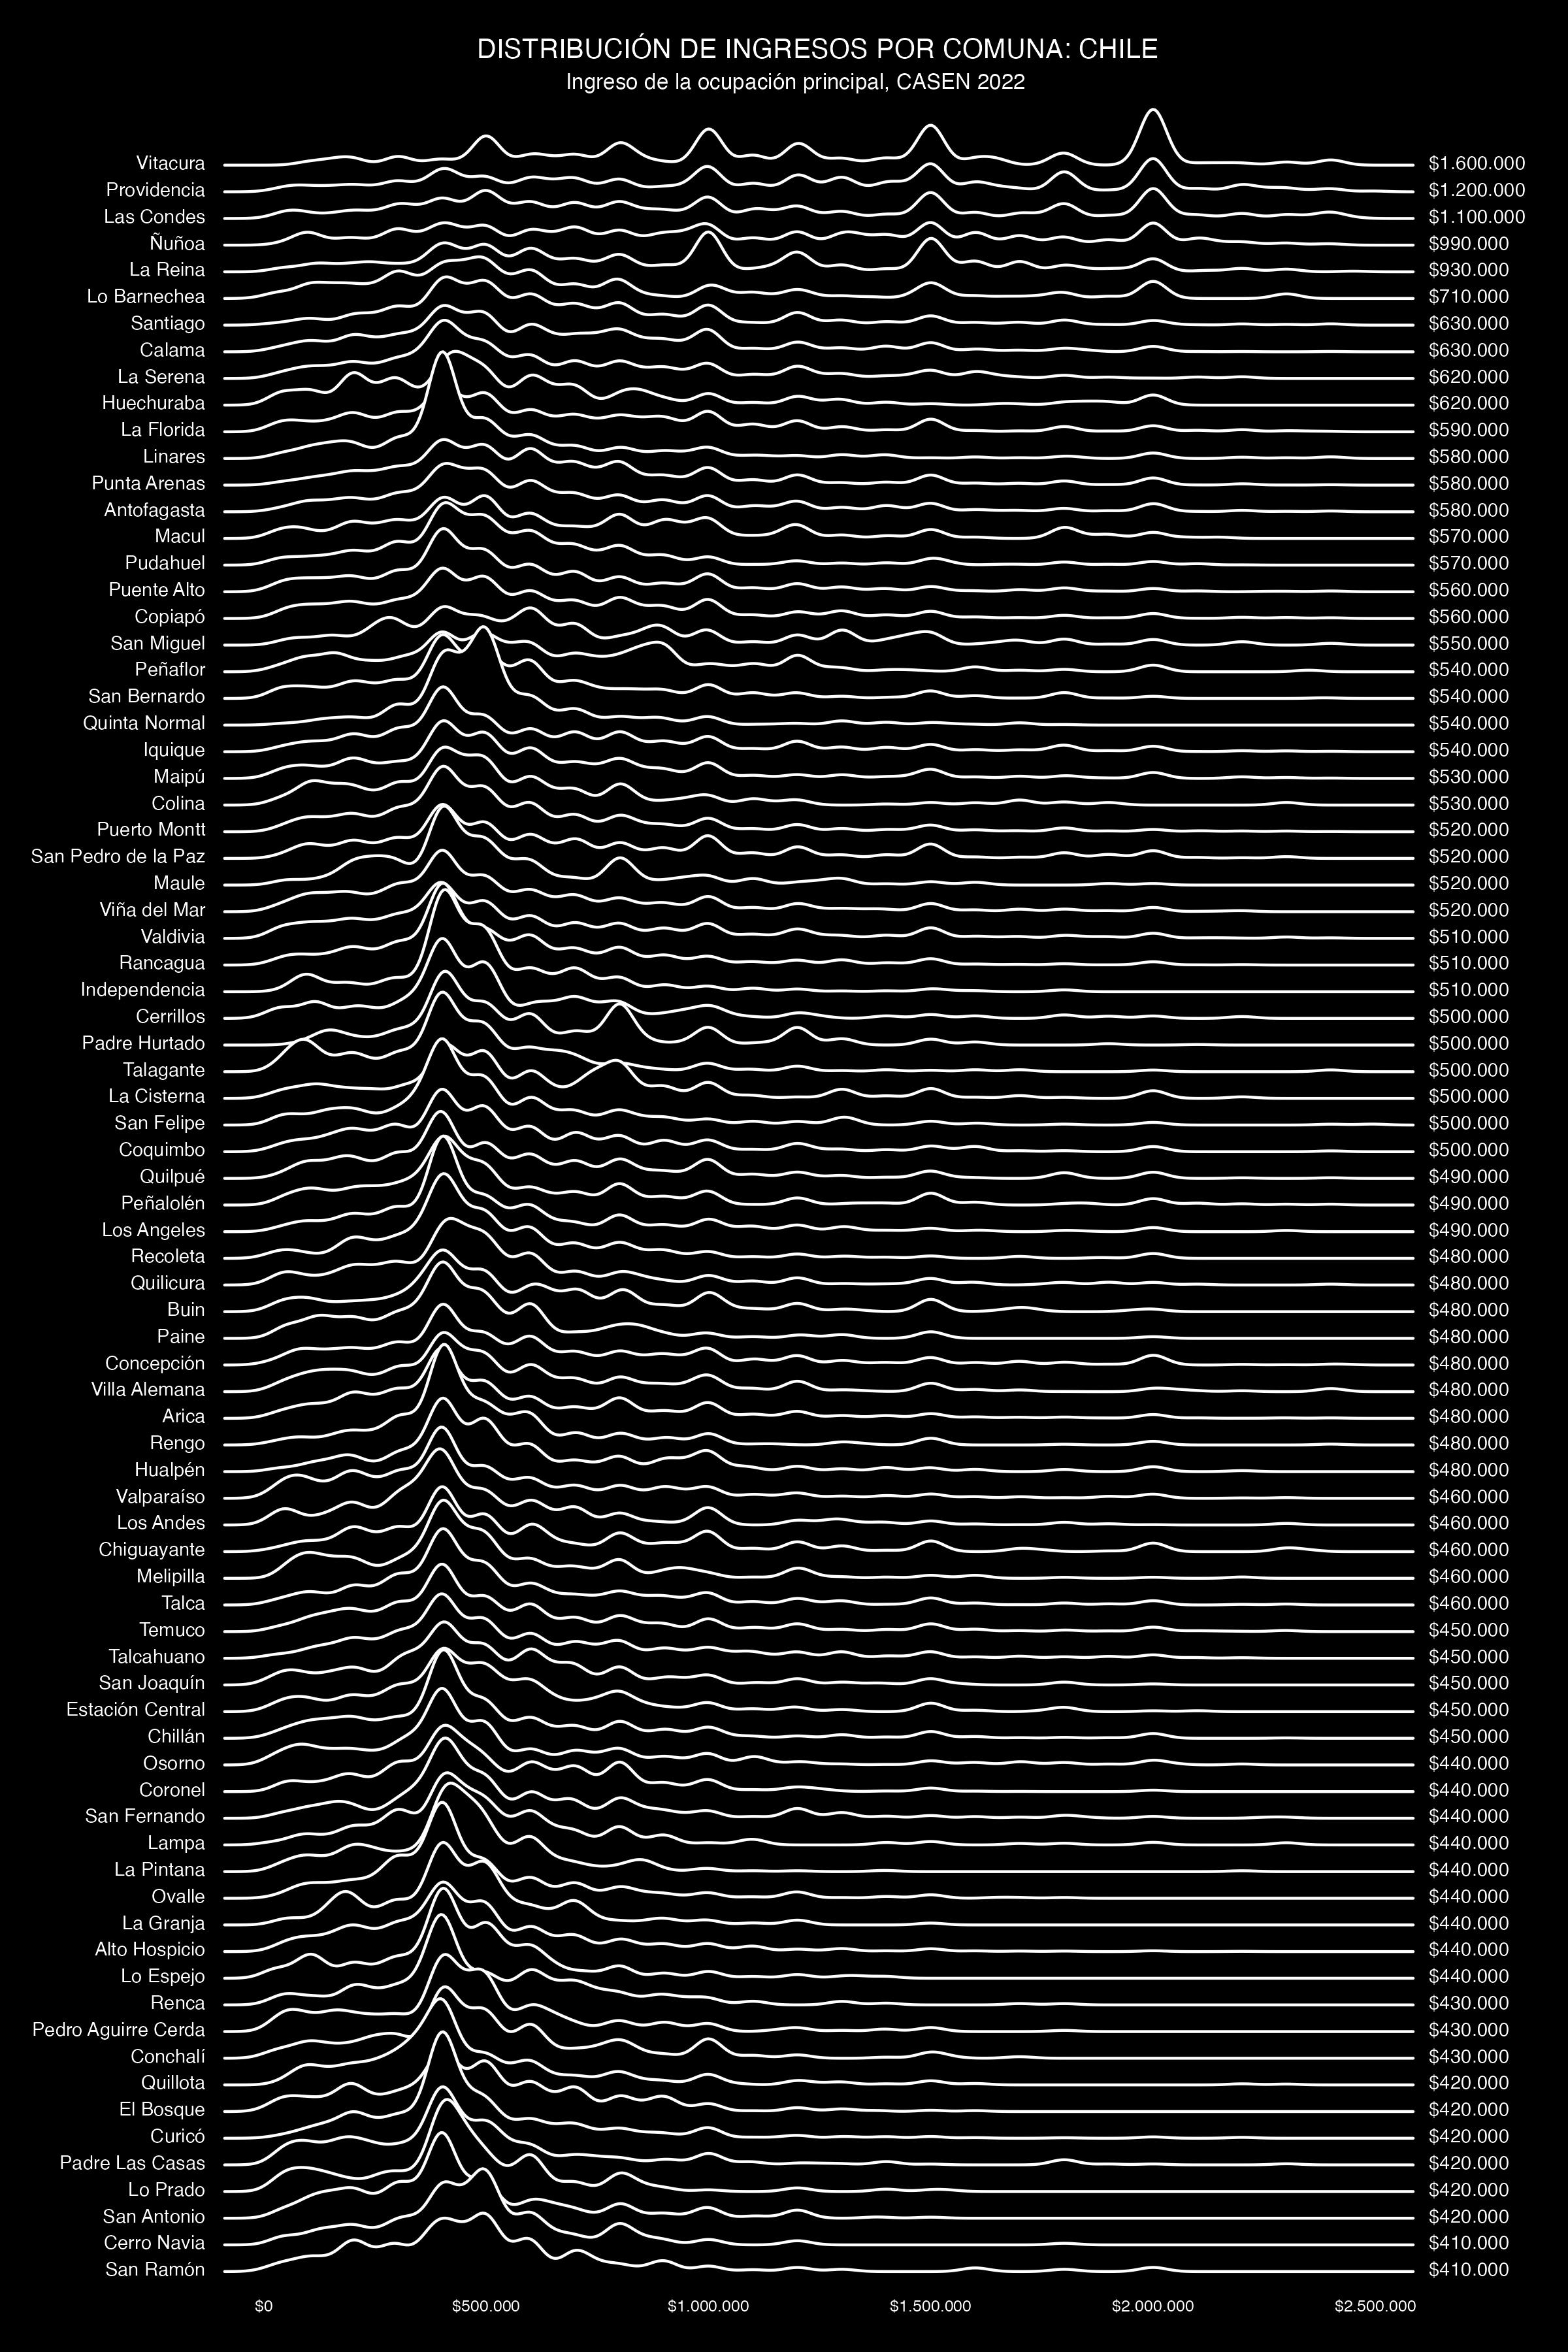 DISTRIBUCIÓN DE INGRESOS POR COMUNA: CHILE
Ingreso de la ocupación principal, CASEN 2022
Vitacura $1.600.000
Providencia $1.200.000
Las Condes $1.100.000
Ñuñoa $990.000
La Reina $930.000
Lo Barnechea $710.000
Santiago $630.000
Calama $630.000
La Serena $620.000
Huechuraba $620.000
La Florida $590.000
Linares $580.000
Punta Arenas $580.000
Antofagasta $580.000
Macul $570.000
Pudahuel $570.000
Puente Alto $560.000
Copiapó $560.000
San Miguel $550.000
Peñaflor $540.000
San Bernardo $540.000
Quinta Normal $540.000
Iquique $540.000
Maipú $530.000
Colina $530.000
Puerto Montt $520.000
San Pedro de la Paz $520.000
Maule $520.000
Viña del Mar $520.000
Valdivia $510.000
Rancagua $510.000
Independencia $510.000
Cerrillos $500.000
Padre Hurtado $500.000
Talagante $500.000
La Cisterna $500.000
San Felipe $500.000
Coquimbo $500.000
Quilpué $490.000
Peñalolén $490.000
Los Angeles $490.000
Recoleta $480.000
Quilicura $480.000
Buin $480.000
Paine $480.000
Concepción $480.000
Villa Alemana $480.000
Arica $480.000
Rengo $480.000
Hualpén $480.000
Valparaíso $460.000
Los Andes $460.000
Chiguayante $460.000
Melipilla $460.000
Talca $460.000
Temuco $450.000
Talcahuano $450.000
San Joaquín $450.000
Estación Central $450.000
Chillán $450.000
Osorno $440.000
Coronel $440.000
San Fernando $440.000
Lampa $440.000
La Pintana $440.000
Ovalle $440.000
La Granja $440.000
Alto Hospicio $440.000
Lo Espejo $440.000
Renca $430.000
Pedro Aguirre Cerda $430.000
Conchalí $430.000
Quillota $420.000
El Bosque $420.000
Curicó $420.000
Padre Las Casas $420.000
Lo Prado $420.000
San Antonio $420.000
Cerro Navia $410.000
San Ramón $410.000
$0 $500.000 $1.000.000 $1.500.000 $2.000.000 $2.500.000